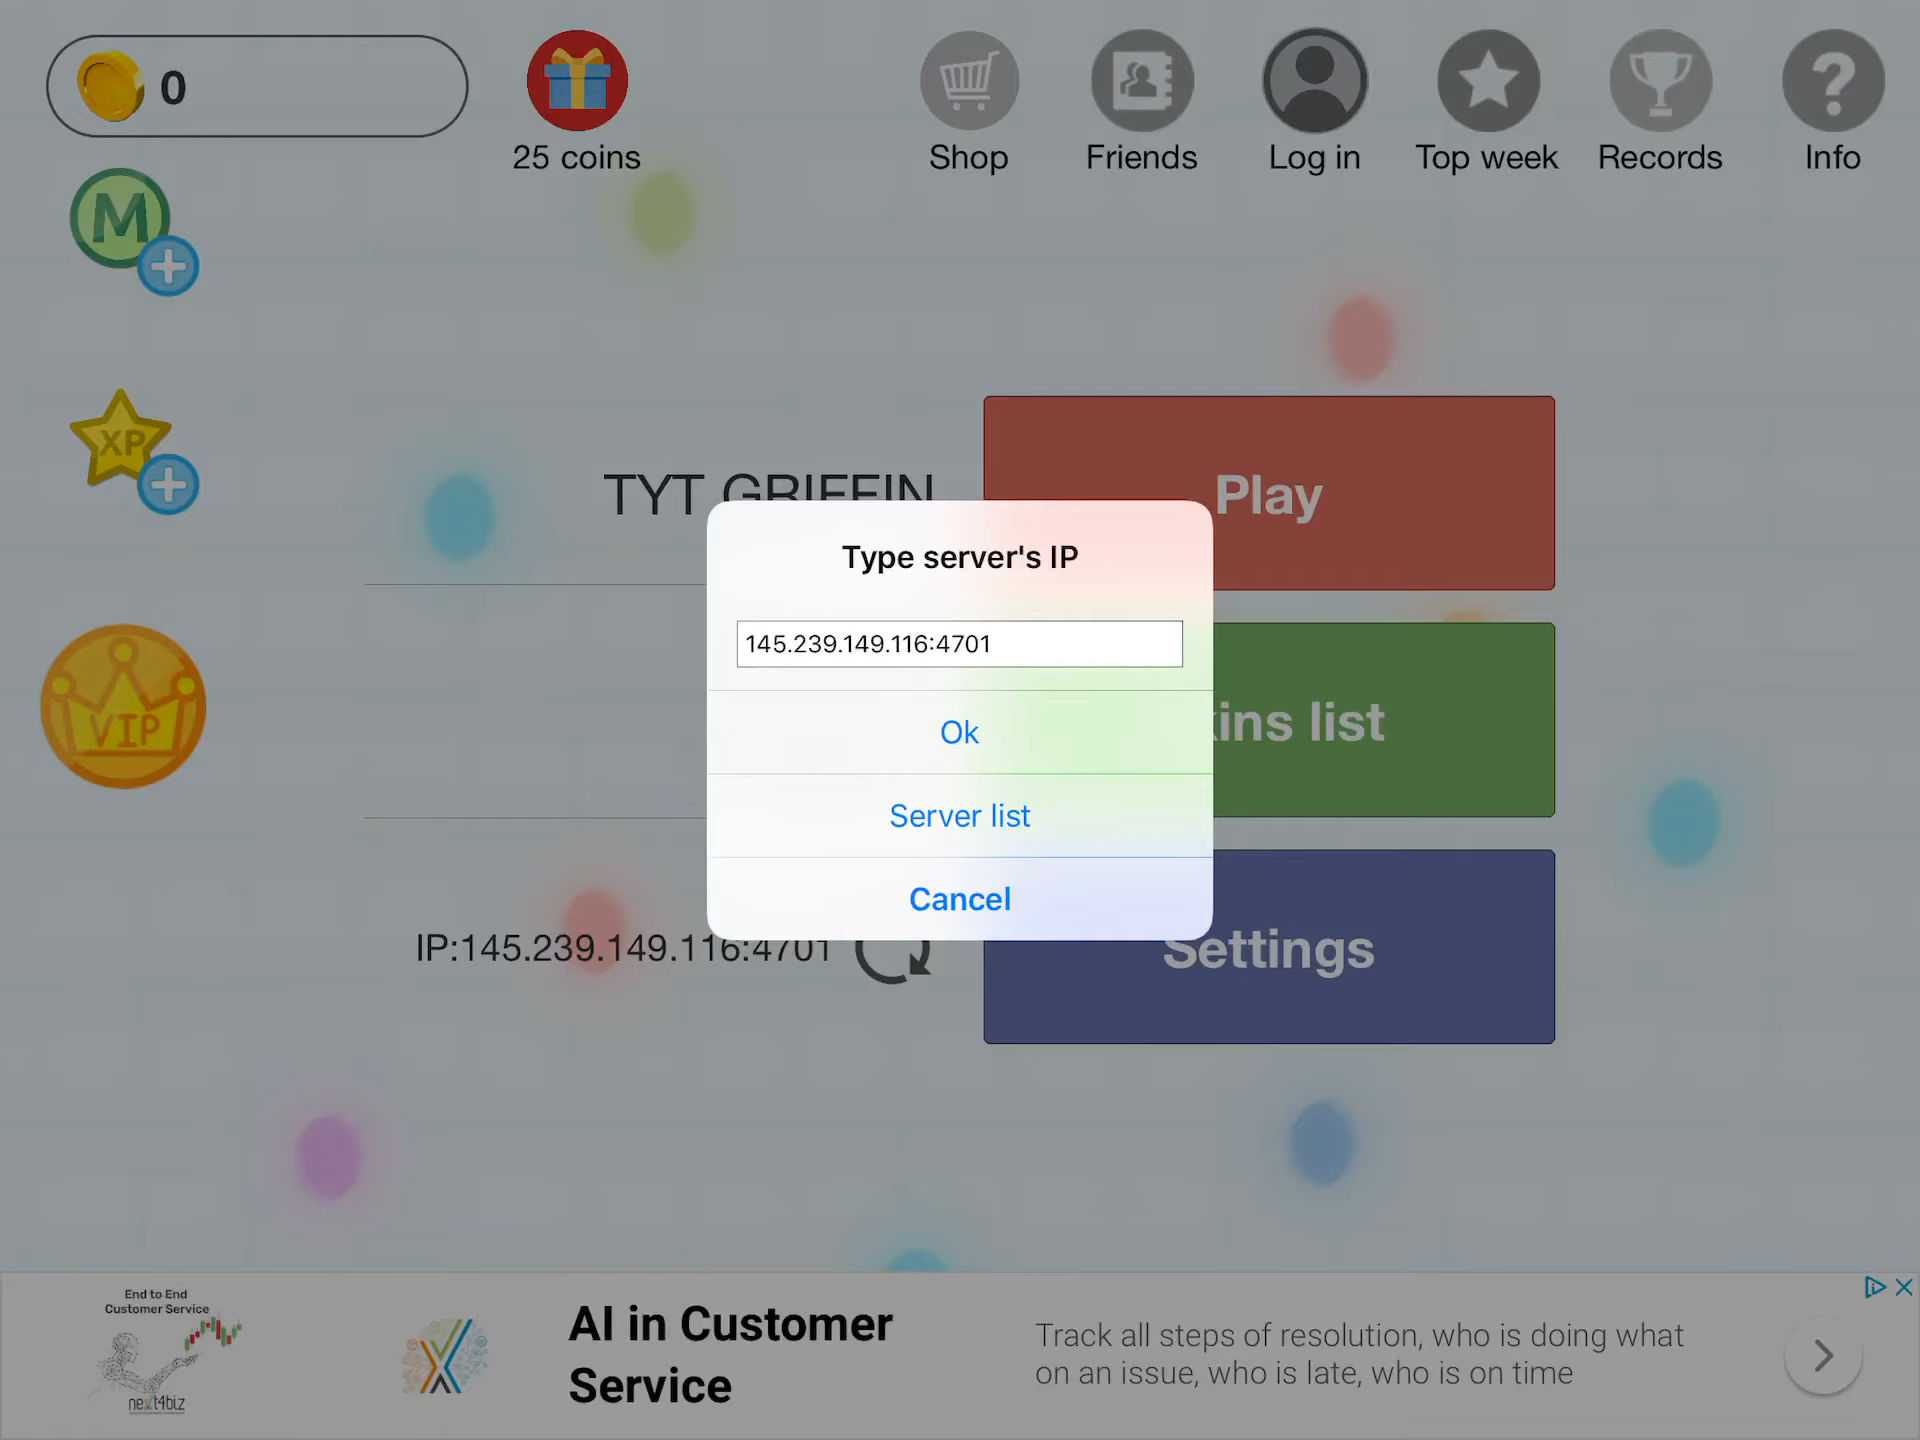 0
25 coins
Shop
Friends
Log in
Top week
Records
Info
M
XP
VIP
TYT GRIFFIN
Play
Type server's IP
145.239.149.116:4701
Ok
Server list
Cancel
kins list
IP:145.239.149.116:4701
Settings
End to End
Customer Service
next4biz
AI in Customer
Service
Track all steps of resolution, who is doing what
on an issue, who is late, who is on time